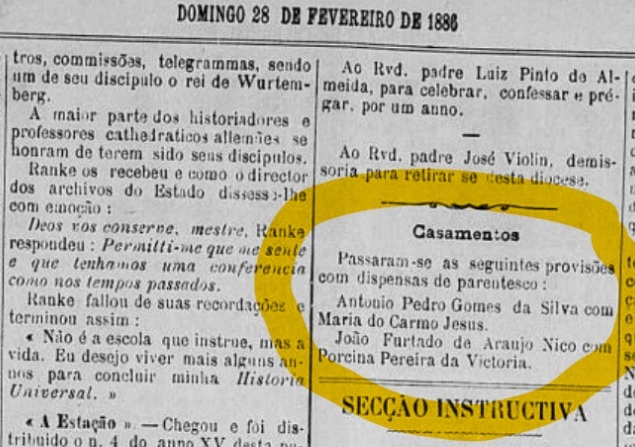 DOMINGO 28 DE FEVEREIRO DE 1886
tros, commissões, telegrammas, sendo
um de seu discipulo o rei de Wurtem-
berg.
A maior parte dos historiadores e
professores cathedraticos allemães se
honram de terem sido seus discipulos.
Ranke os recebeu e como o director
dos archivos do Estado dissess:-lhe
com emoção :
Deos vos conserve, mestre, Ranke
respondeu : Permitti-me que me sente
e que tenhamos uma conferencia
como nos tempos passados.
Ranke fallou de suas recordações e
terminou assim :
« Não é a escola que instrue, mas a
vida. Eu desejo viver mais alguns an-
nos para concluir minha Historia
Universal. »
« A Estação ». — Chegou e foi dis-
tribuido o n. 4 do anno XV desta
Ao Rvd. padre Luiz Pinto de Al-
meida, para celebrar, confessar e pré-
gar, por um anno.
Ao Rvd. padre José Violin, demis-
soria para retirar se desta diocese.
Casamentos
Passaram-se as seguintes provisões
com dispensas de parentesco :
Antonio Pedro Gomes da Silva com
Maria do Carmo Jesus.
João Furtado de Araujo Nico com
Porcina Pereira da Victoria.
SECÇÃO INSTRUCTIVA